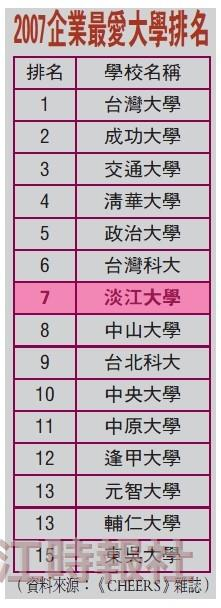 2007企業最愛大學排名
排名 學校名稱
1 台灣大學
2 成功大學
3 交通大學
4 清華大學
5 政治大學
6 台灣科大
7 淡江大學
8 中山大學
9 台北科大
10 中央大學
11 中原大學
12 逢甲大學
13 元智大學
13 輔仁大學
15 東吳大學
江時報社
（資料來源：《CHEERS》雜誌）